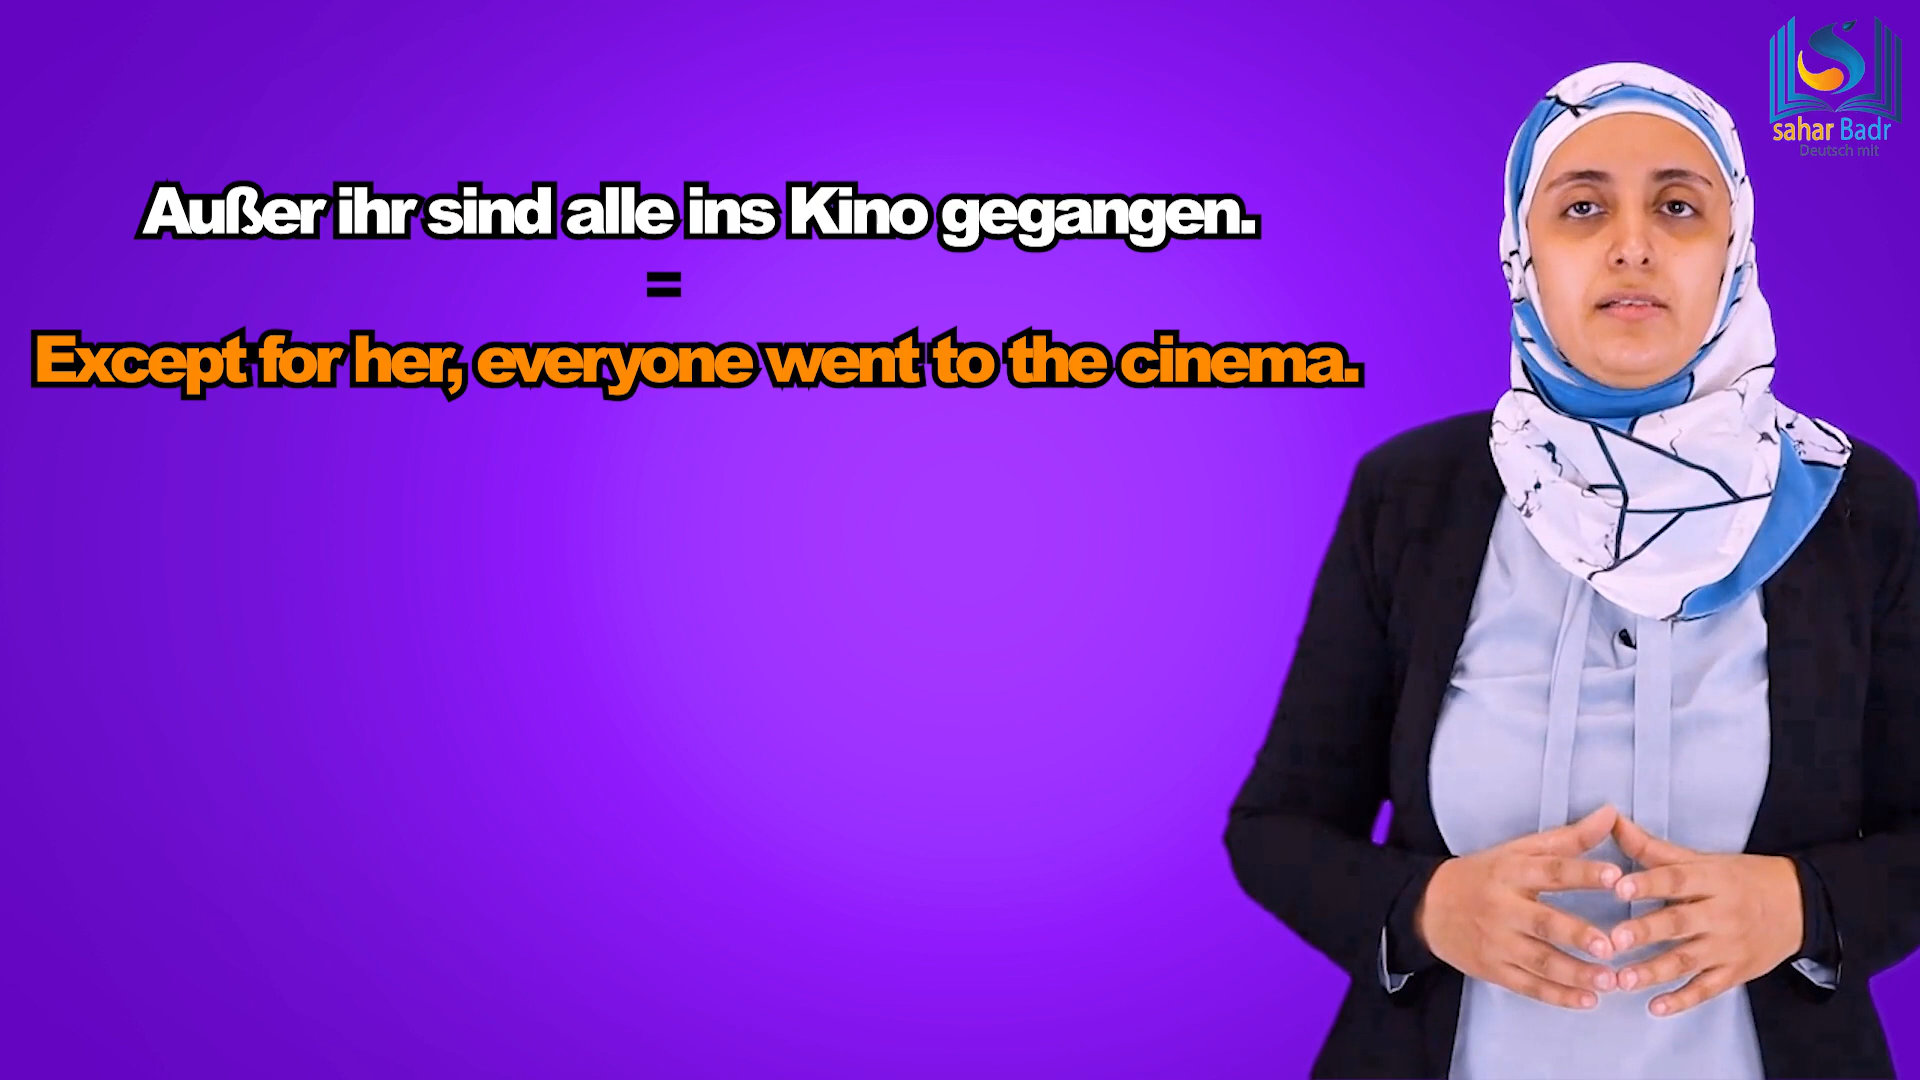 sahar Badr
Deutsch mit
Außer ihr sind alle ins Kino gegangen.
=
Except for her, everyone went to the cinema.